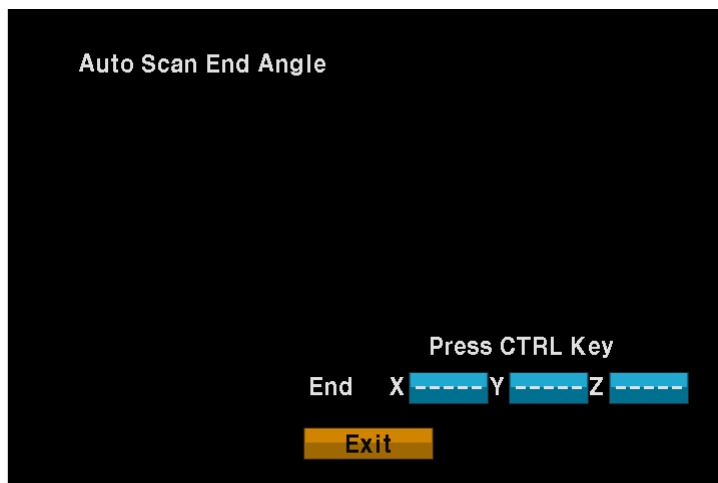 Auto Scan End Angle
Press CTRL Key
End X ----- Y ----- Z -----
Exit